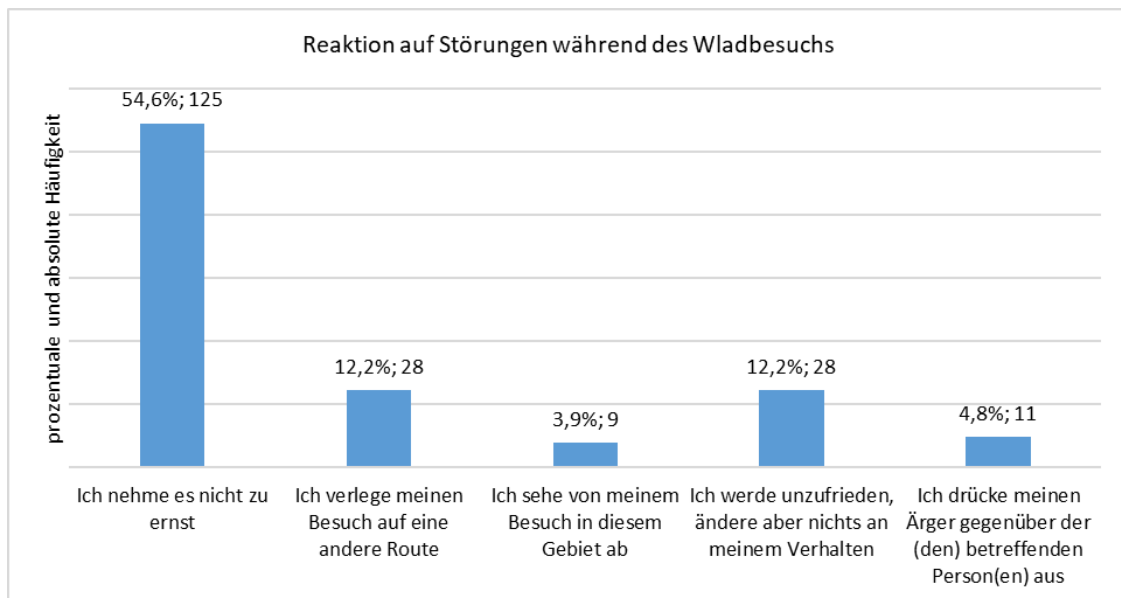 Reaktion auf Störungen während des Wladbesuchs
prozentuale und absolute Häufigkeit
54,6%; 125
12,2%; 28
3,9%; 9
12,2%; 28
4,8%; 11
Ich nehme es nicht zu
ernst
Ich verlege meinen
Besuch auf eine
andere Route
Ich sehe von meinem
Besuch in diesem
Gebiet ab
Ich werde unzufrieden,
ändere aber nichts an
meinem Verhalten
Ich drücke meinen
Ärger gegenüber der
(den) betreffenden
Person(en) aus